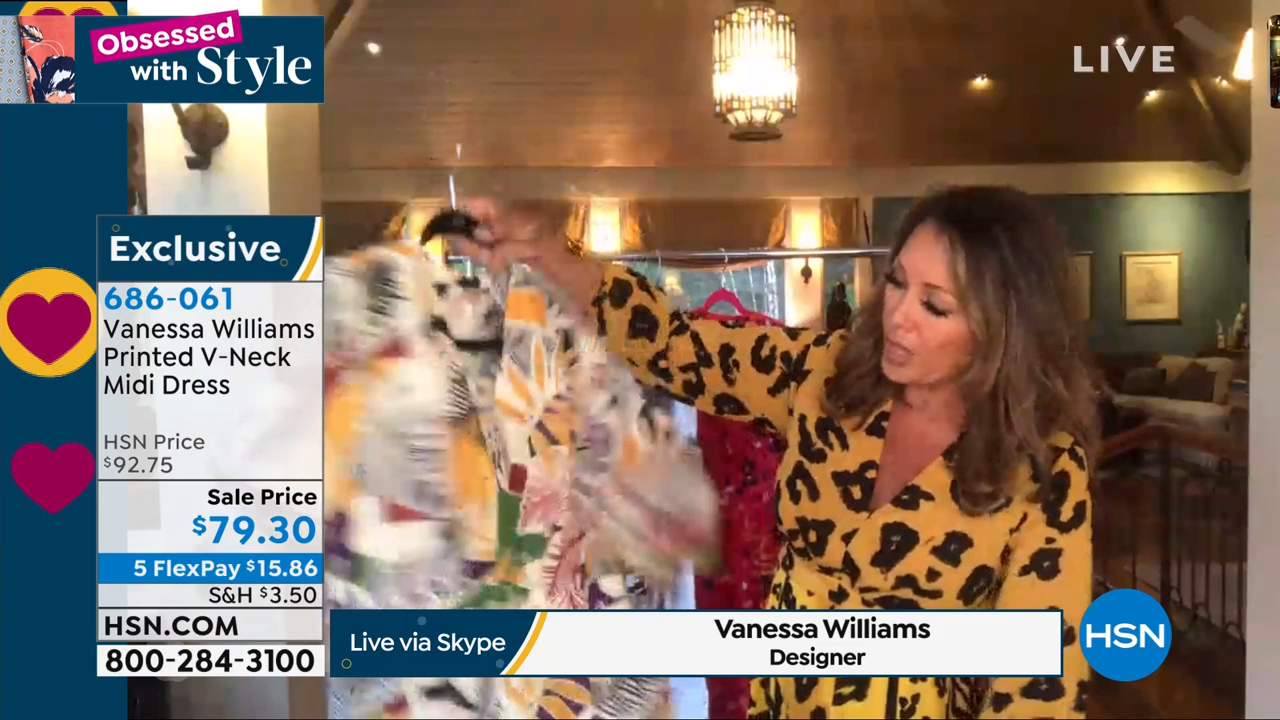 Obsessed
with Style
LIVE
Exclusive
686-061
Vanessa Williams
Printed V-Neck
Midi Dress
HSN Price
$92.75
Sale Price
$79.30
5 FlexPay $15.86
S&H $3.50
HSN.COM
800-284-3100
Live via Skype
Vanessa Williams
Designer
HSN